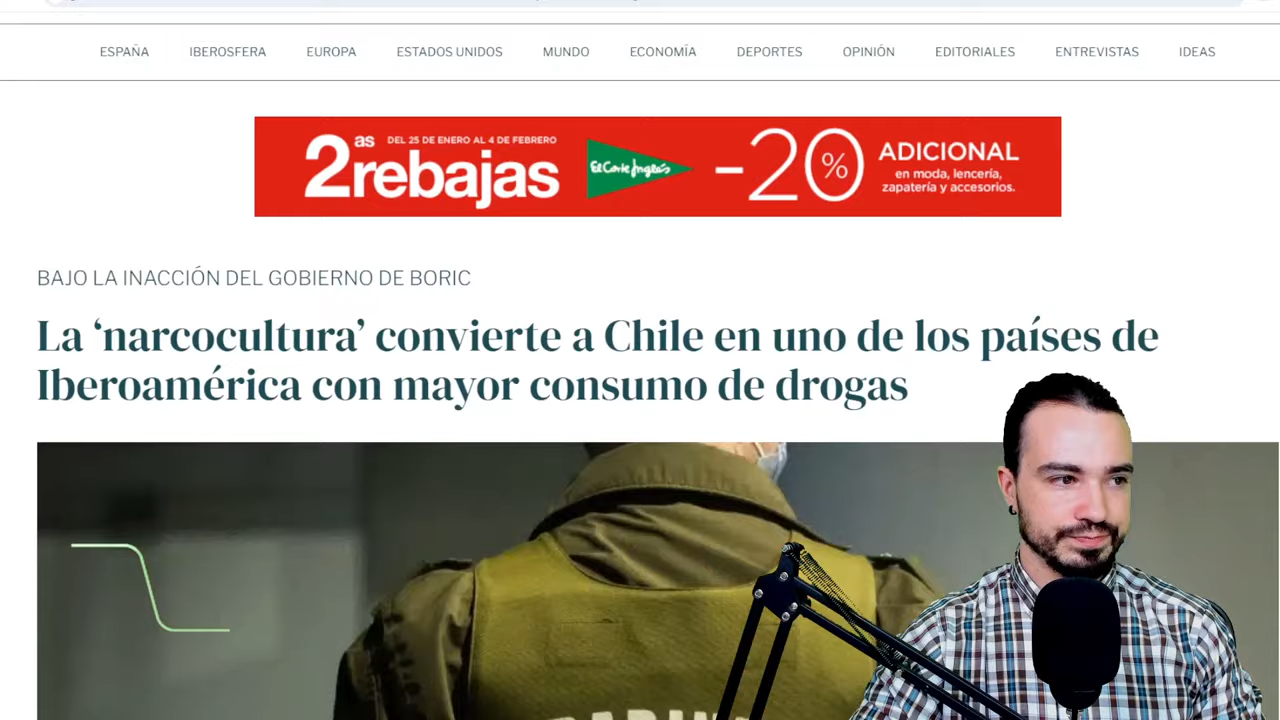 ESPAÑA IBEROSFERA EUROPA ESTADOS UNIDOS MUNDO ECONOMÍA DEPORTES OPINIÓN EDITORIALES ENTREVISTAS IDEAS
2as rebajas
DEL 25 DE ENERO AL 4 DE FEBRERO
El Corte Inglés
-20%
ADICIONAL
en moda, lencería,
zapatería y accesorios.
BAJO LA INACCIÓN DEL GOBIERNO DE BORIC
La ‘narcocultura’ convierte a Chile en uno de los países de
Iberoamérica con mayor consumo de drogas